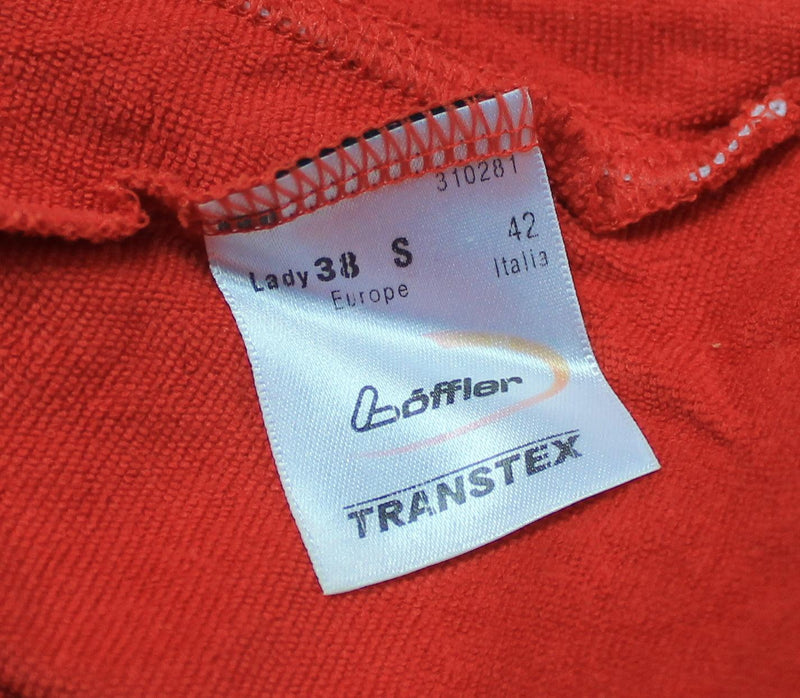 310281
Lady 38 S 42
Europe Italia
Löffler
TRANSTEX